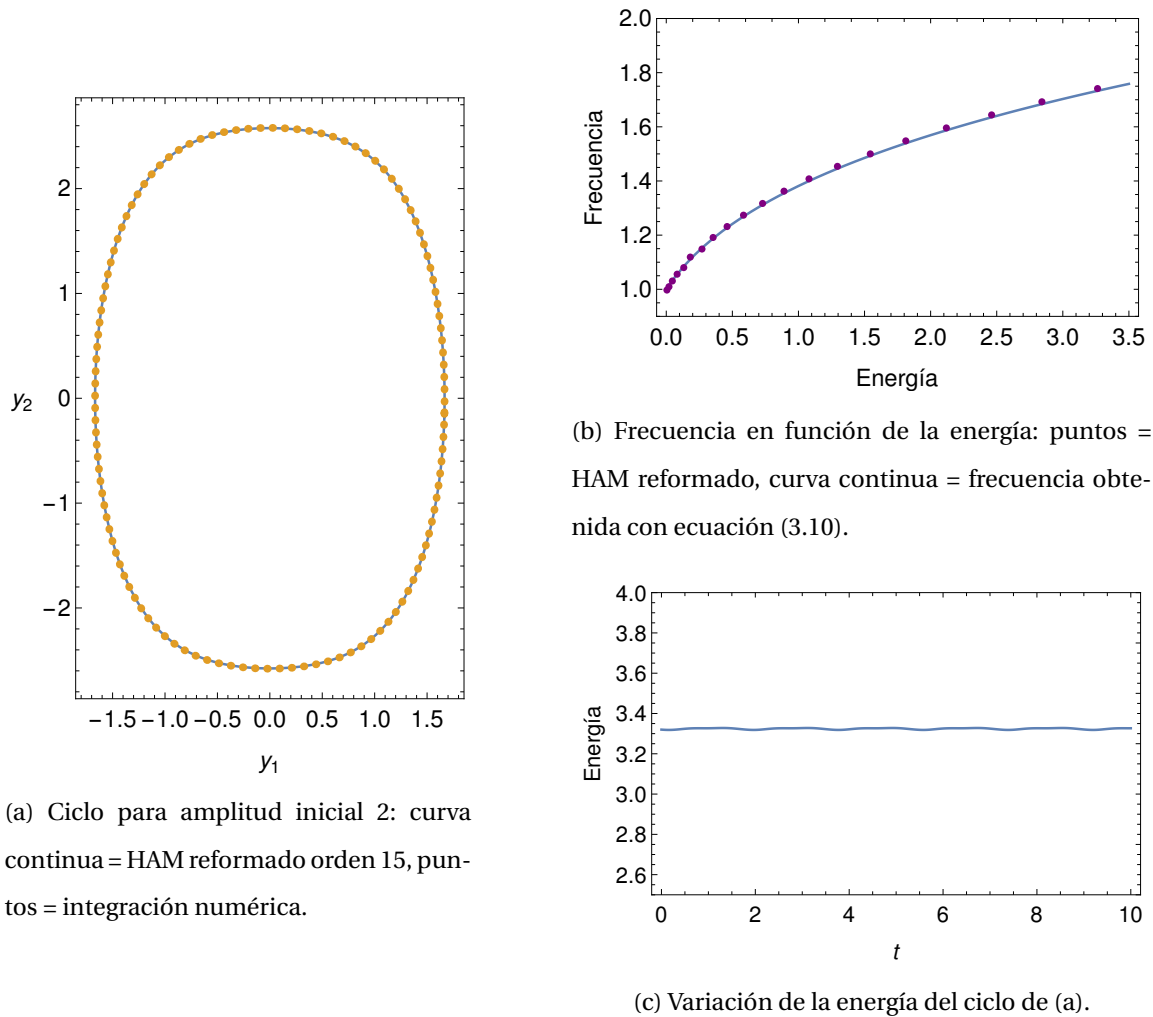 2
1
0
−1
−2
y2
−1.5 −1.0 −0.5 0.0 0.5 1.0 1.5
y1
(a) Ciclo para amplitud inicial 2: curva
continua = HAM reformado orden 15, pun-
tos = integración numérica.
2.0
1.8
1.6
1.4
1.2
1.0
Frecuencia
0.0 0.5 1.0 1.5 2.0 2.5 3.0 3.5
Energía
(b) Frecuencia en función de la energía: puntos =
HAM reformado, curva continua = frecuencia obte-
nida con ecuación (3.10).
4.0
3.8
3.6
3.4
3.2
3.0
2.8
2.6
Energía
0 2 4 6 8 10
t
(c) Variación de la energía del ciclo de (a).